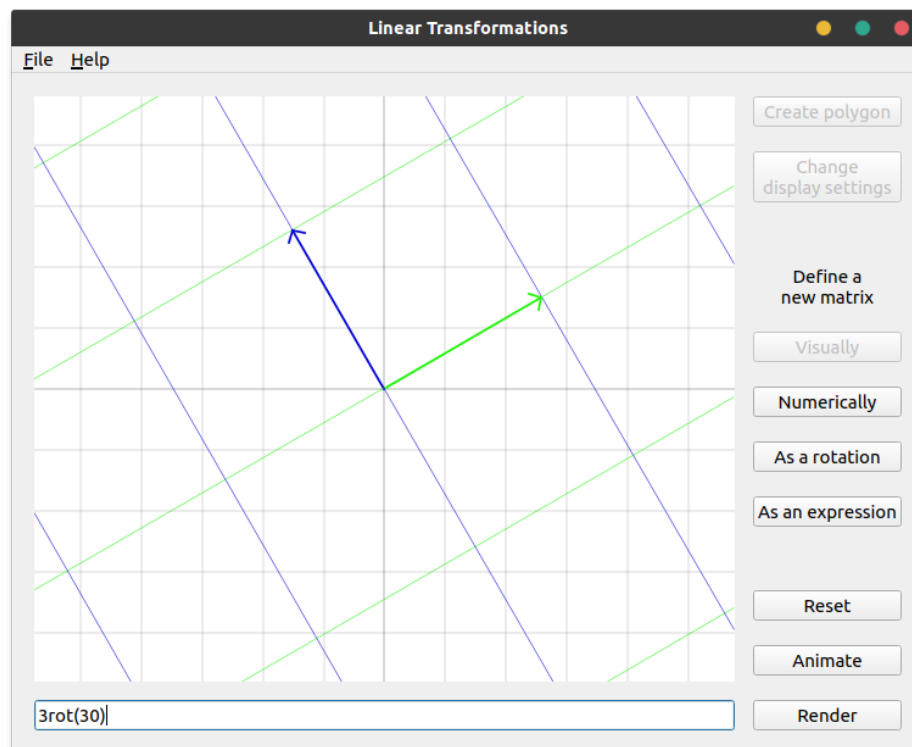 Linear Transformations
File Help
Create polygon
Change
display settings
Define a
new matrix
Visually
Numerically
As a rotation
As an expression
Reset
Animate
3rot(30)
Render